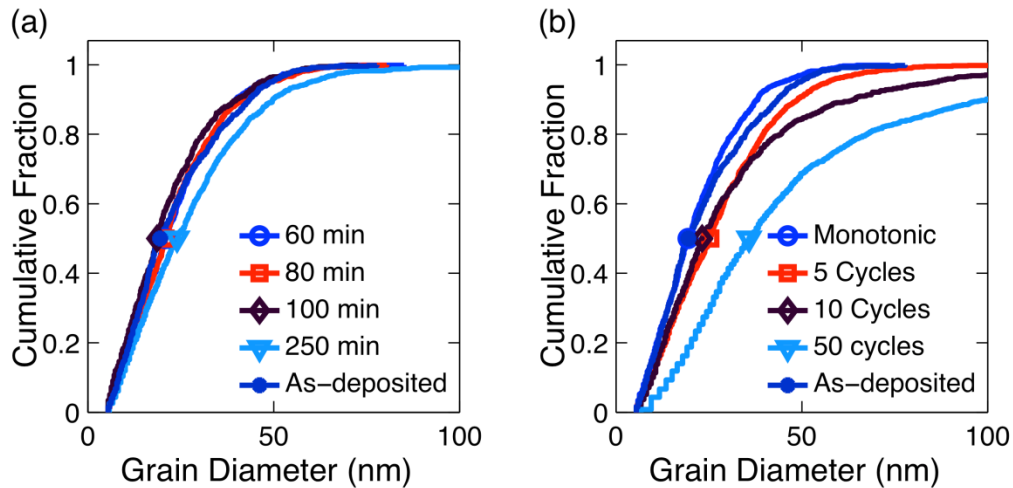 (a)
1
0.8
0.6
0.4
0.2
0
0
50
100
Cumulative Fraction
Grain Diameter (nm)
60 min
80 min
100 min
250 min
As-deposited
(b)
1
0.8
0.6
0.4
0.2
0
0
50
100
Cumulative Fraction
Grain Diameter (nm)
Monotonic
5 Cycles
10 Cycles
50 cycles
As-deposited